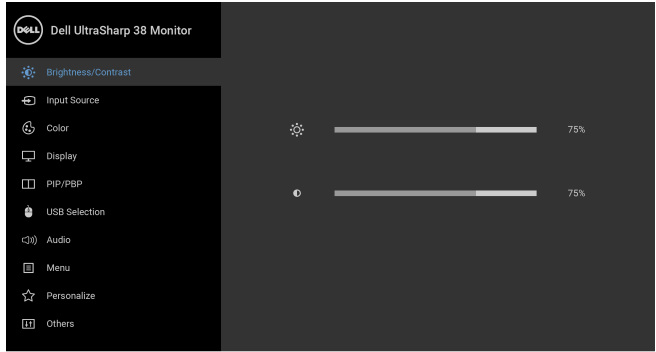 DELL
Dell UltraSharp 38 Monitor
Brightness/Contrast
Input Source
Color
Display
PIP/PBP
USB Selection
Audio
Menu
Personalize
Others
75%
75%